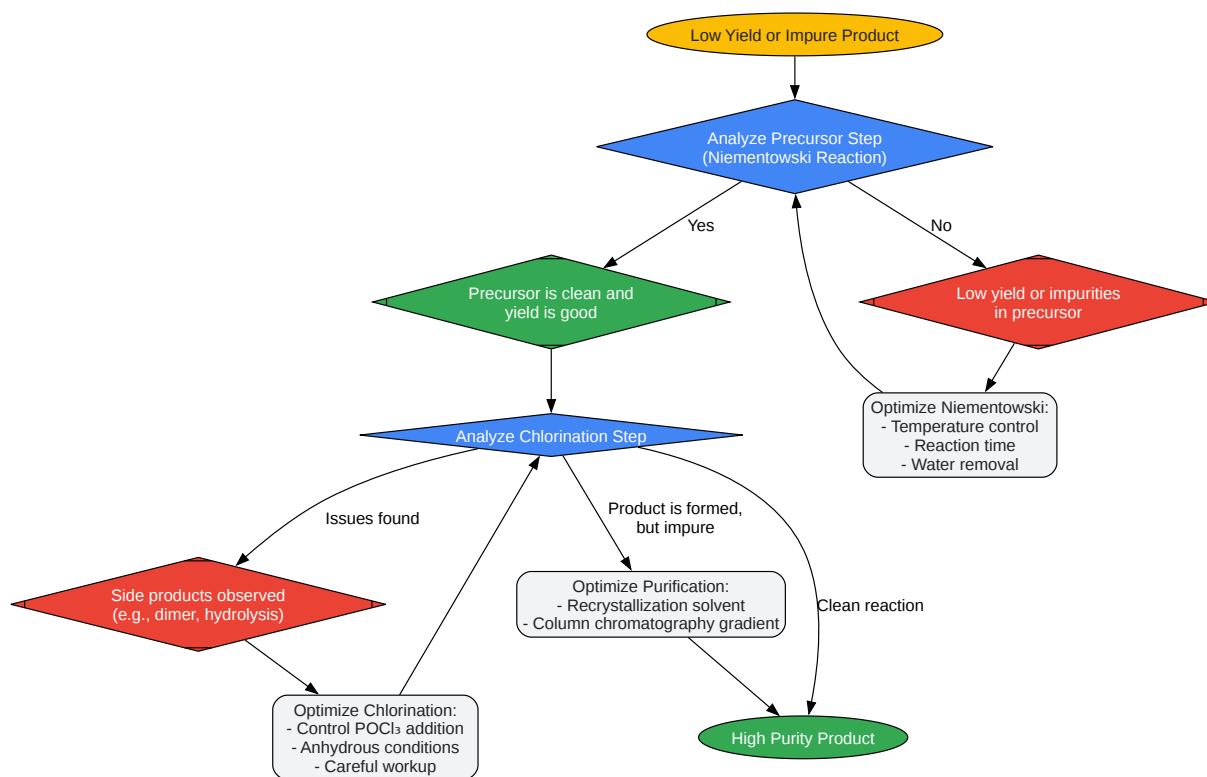 Low Yield or Impure Product
Analyze Precursor Step
(Niementowski Reaction)
Yes
No
Precursor is clean and
yield is good
Low yield or impurities
in precursor
Optimize Niementowski:
- Temperature control
- Reaction time
- Water removal
Analyze Chlorination Step
Issues found
Product is formed,
but impure
Clean reaction
Side products observed
(e.g., dimer, hydrolysis)
Optimize Purification:
- Recrystallization solvent
- Column chromatography gradient
Optimize Chlorination:
- Control POCl₃ addition
- Anhydrous conditions
- Careful workup
High Purity Product